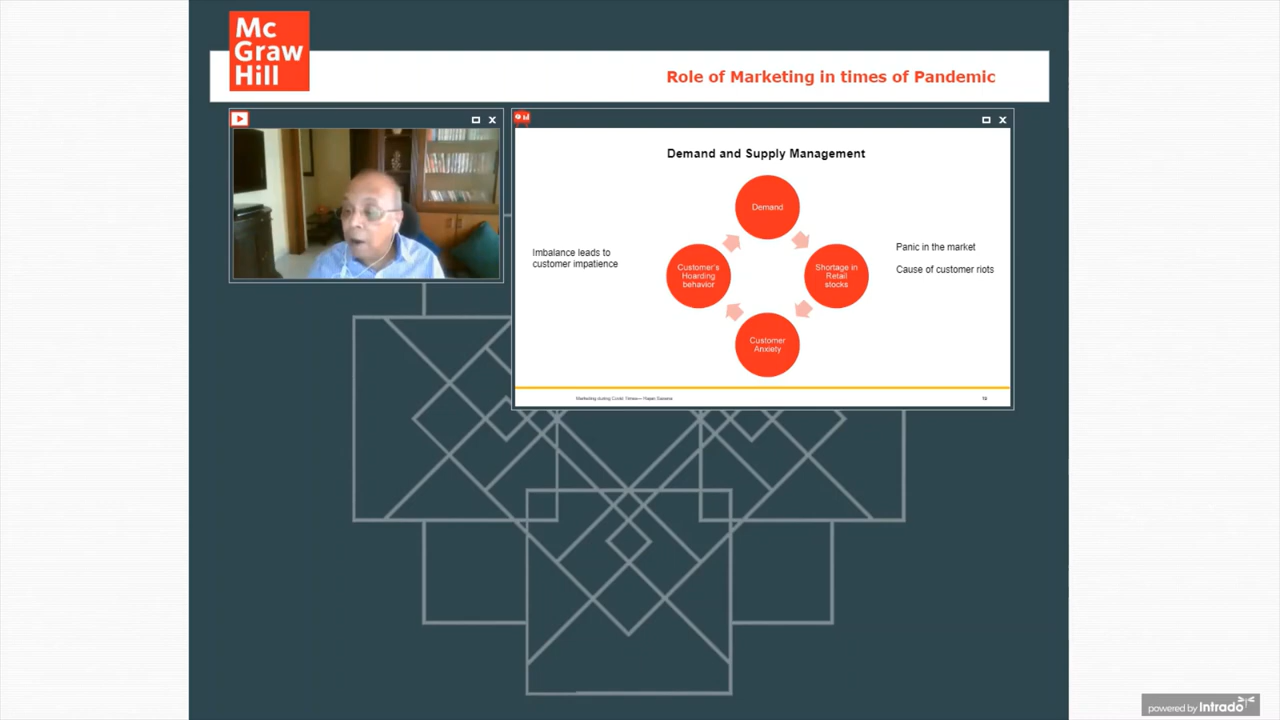 Mc
Graw
Hill
Role of Marketing in times of Pandemic
Demand and Supply Management
Demand
Imbalance leads to
customer impatience
Customer's
Hoarding
behavior
Shortage in
Retail
stocks
Panic in the market
Cause of customer riots
Customer
Anxiety
12
powered by Intrado